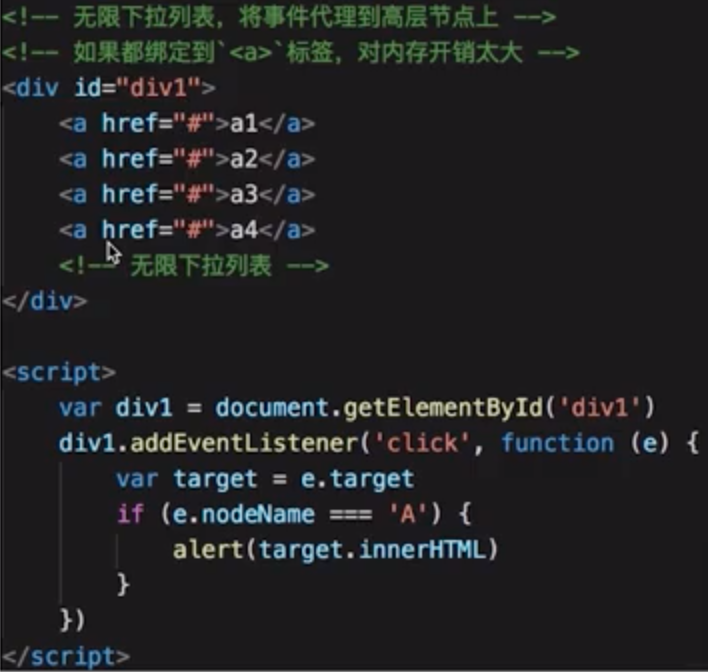 <!-- 无限下拉列表，将事件代理到高层节点上 -->
<!-- 如果都绑定到`<a>`标签，对内存开销太大 -->
<div id="div1">
    <a href="#">a1</a>
    <a href="#">a2</a>
    <a href="#">a3</a>
    <a href="#">a4</a>
    <!-- 无限下拉列表 -->
</div>

<script>
    var div1 = document.getElementById('div1')
    div1.addEventListener('click', function (e) {
        var target = e.target
        if (e.nodeName === 'A') {
            alert(target.innerHTML)
        }
    })
</script>